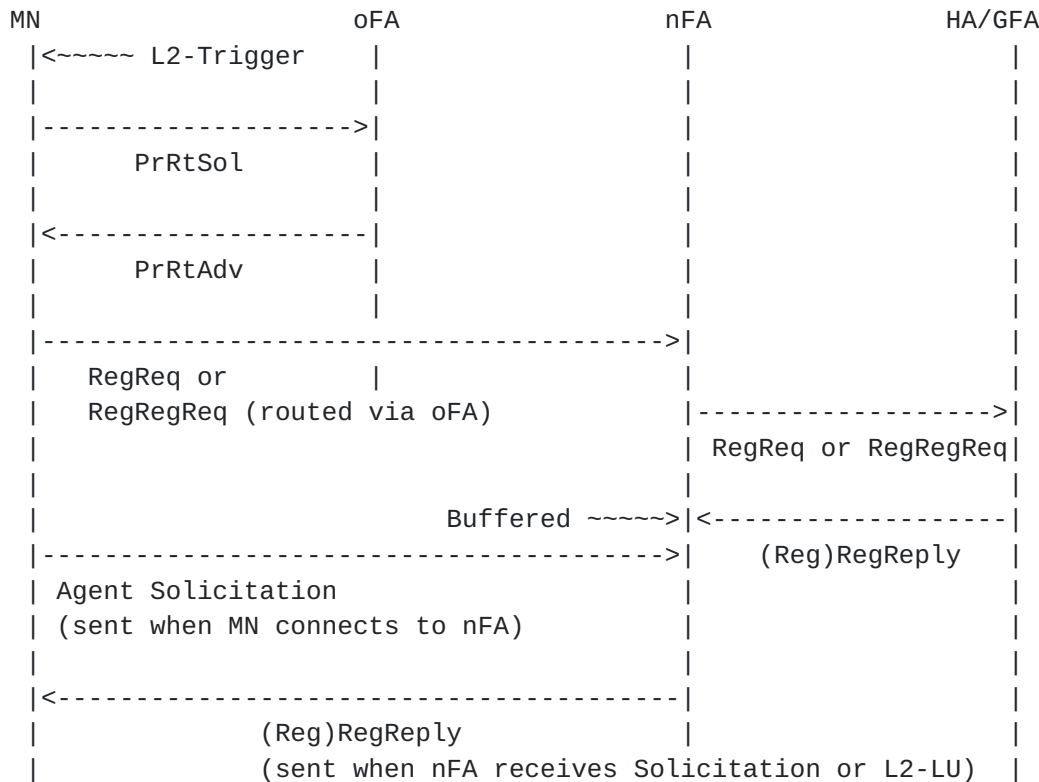 MN oFA nFA HA/GFA
|<~~~~~ L2-Trigger | | |
| | | |
|-------------------->| | |
| PrRtSol | | |
| | | |
|<--------------------| | |
| PrRtAdv | | |
| | | |
|---------------------------------------->| |
| RegReq or | | |
| RegRegReq (routed via oFA) |------------------->|
| | RegReq or RegRegReq|
| | |
| Buffered ~~~~~>|<-------------------|
|---------------------------------------->| (Reg)RegReply |
| Agent Solicitation | |
| (sent when MN connects to nFA) | |
| | |
|<----------------------------------------| |
| (Reg)RegReply | |
| (sent when nFA receives Solicitation or L2-LU) |